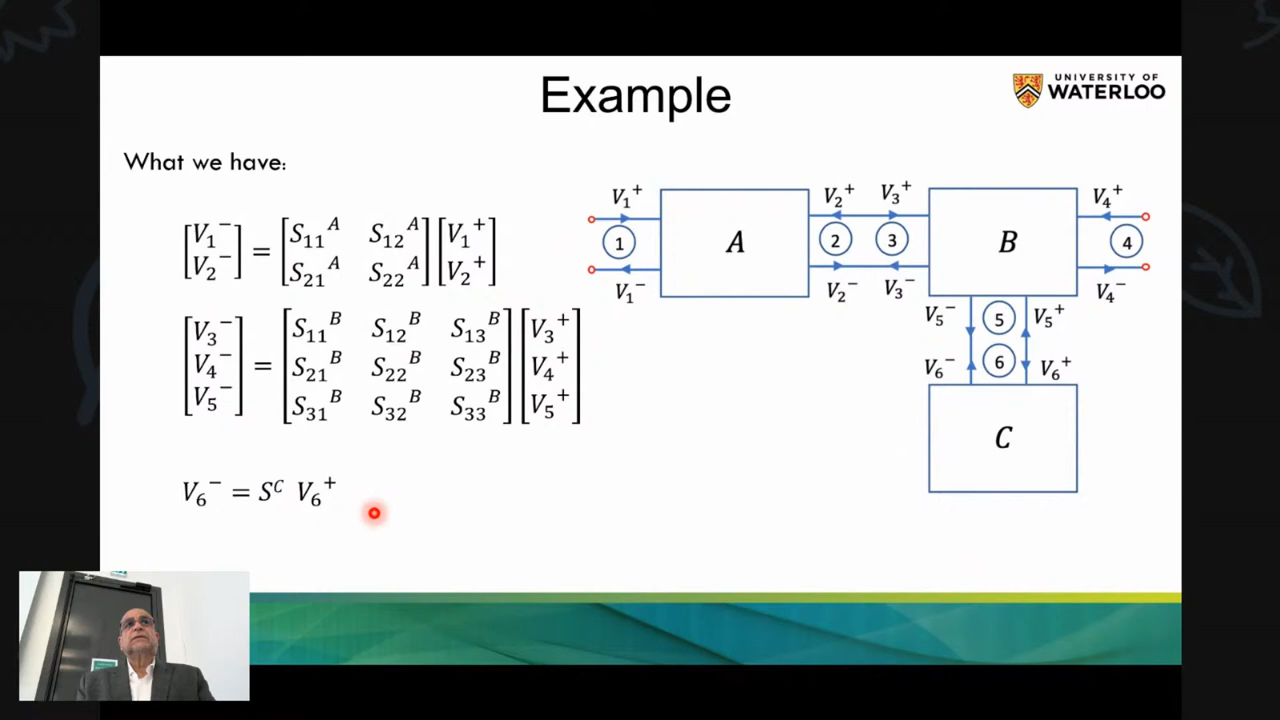 Example
UNIVERSITY OF
WATERLOO
What we have:
[V₁⁻ V₂⁻] = [S₁₁ᴬ S₁₂ᴬ; S₂₁ᴬ S₂₂ᴬ] [V₁⁺ V₂⁺]
[V₃⁻ V₄⁻ V₅⁻] = [S₁₁ᴮ S₁₂ᴮ S₁₃ᴮ; S₂₁ᴮ S₂₂ᴮ S₂₃ᴮ; S₃₁ᴮ S₃₂ᴮ S₃₃ᴮ] [V₃⁺ V₄⁺ V₅⁺]
V₆⁻ = Sᶜ V₆⁺
V₁⁺ V₂⁺ V₃⁺ V₄⁺
1 A 2 3 B 4
V₁⁻ V₂⁻ V₃⁻ V₄⁻
V₅⁻ 5 V₅⁺
V₆⁻ 6 V₆⁺
C